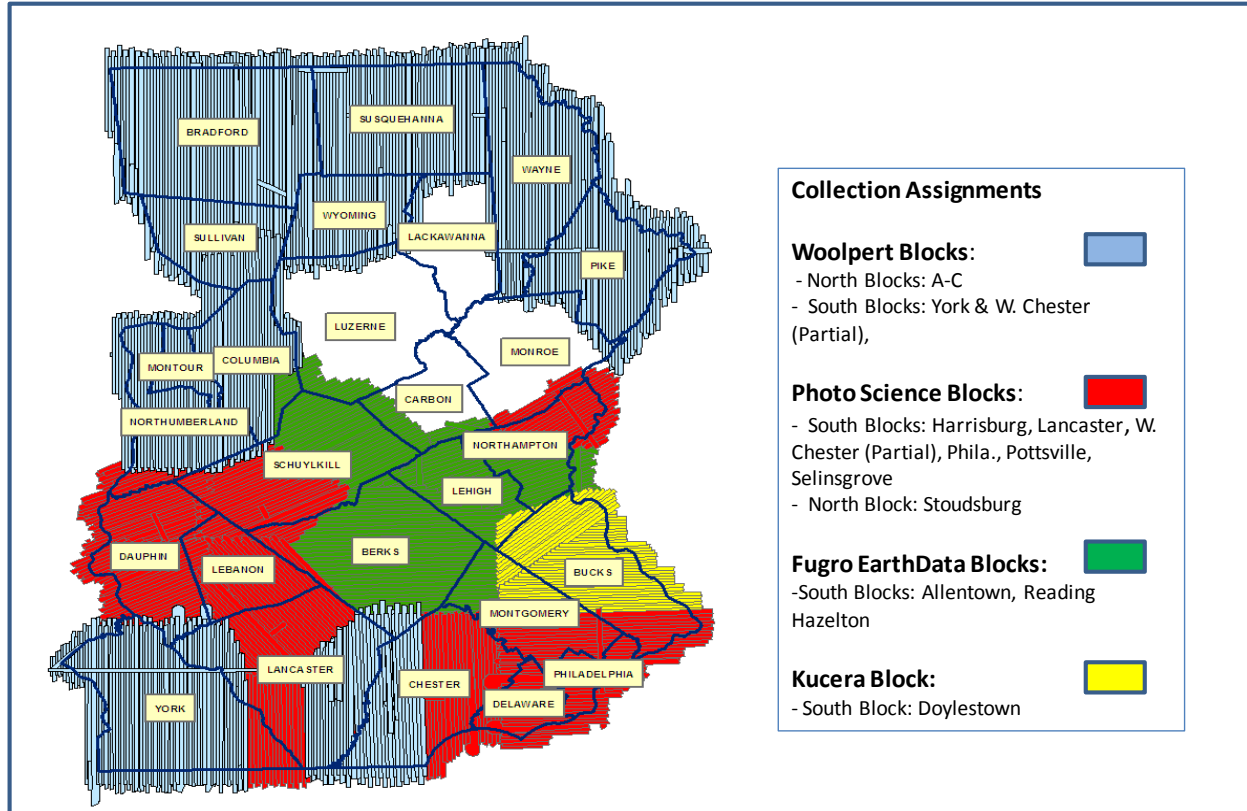 BRADFORD
SUSQUEHANNA
WAYNE
WYOMING
SULLIVAN
LACKAWANNA
PIKE
LUZERNE
MONROE
COLUMBIA
MONTOUR
CARBON
NORTHUMBERLAND
NORTHAMPTON
SCHUYLKILL
LEHIGH
DAUPHIN
LEBANON
BERKS
BUCKS
MONTGOMERY
LANCASTER
CHESTER
PHILADELPHIA
YORK
DELAWARE
Collection Assignments
Woolpert Blocks:
- North Blocks: A-C
- South Blocks: York & W. Chester
(Partial),
Photo Science Blocks:
- South Blocks: Harrisburg, Lancaster, W.
Chester (Partial), Phila., Pottsville,
Selinsgrove
- North Block: Stoudsburg
Fugro EarthData Blocks:
-South Blocks: Allentown, Reading
Hazelton
Kucera Block:
- South Block: Doylestown